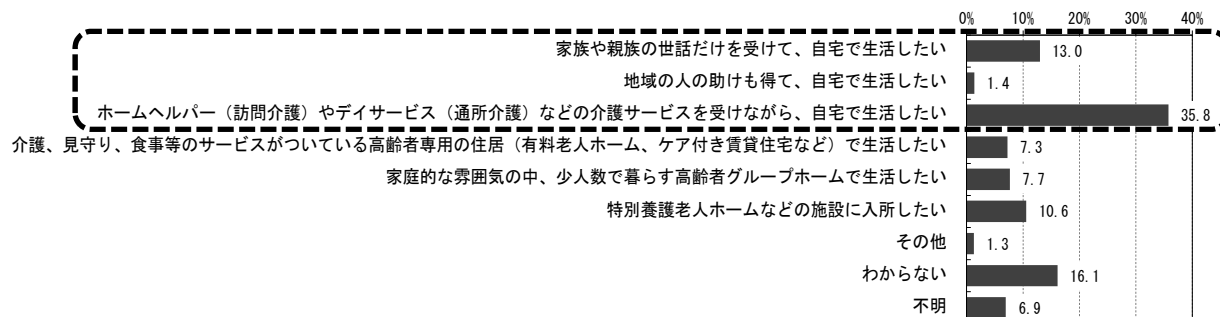 0% 10% 20% 30% 40%
家族や親族の世話だけを受けて、自宅で生活したい 13.0
地域の人の助けも得て、自宅で生活したい 1.4
ホームヘルパー（訪問介護）やデイサービス（通所介護）などの介護サービスを受けながら、自宅で生活したい 35.8
介護、見守り、食事等のサービスがついている高齢者専用の住居（有料老人ホーム、ケア付き賃貸住宅など）で生活したい 7.3
家庭的な雰囲気の中、少人数で暮らす高齢者グループホームで生活したい 7.7
特別養護老人ホームなどの施設に入所したい 10.6
その他 1.3
わからない 16.1
不明 6.9